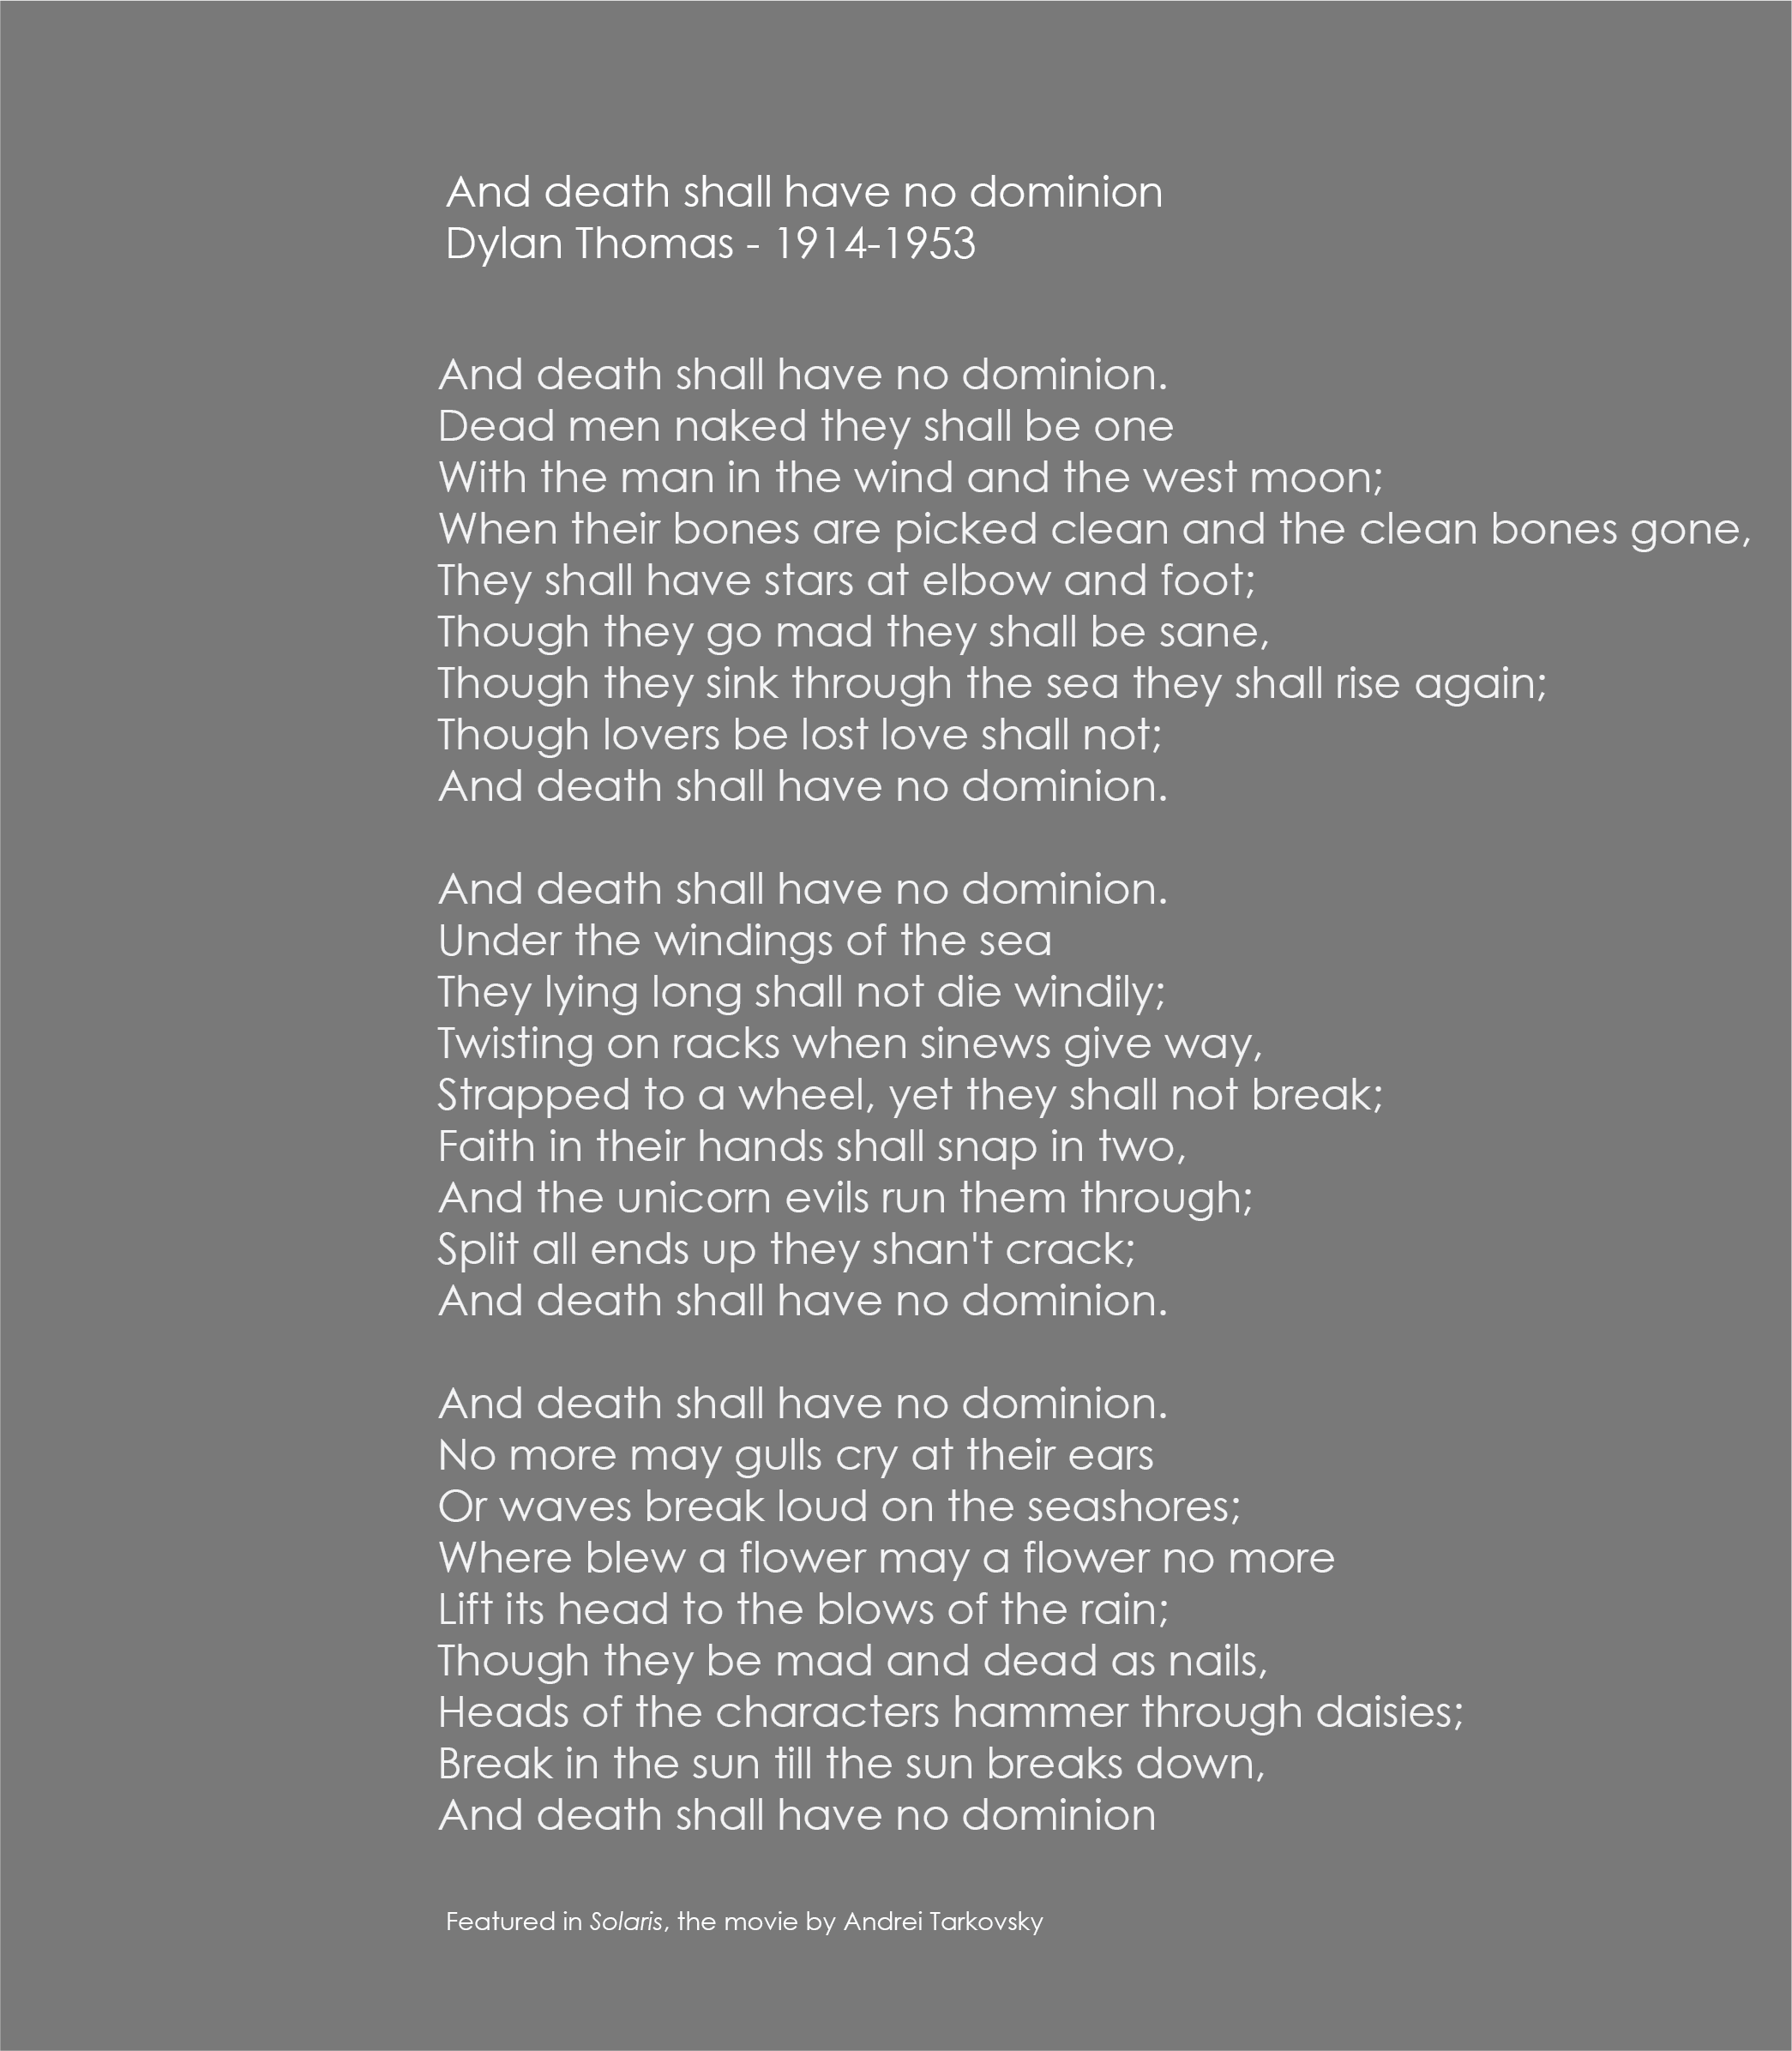 And death shall have no dominion
Dylan Thomas - 1914-1953
And death shall have no dominion.
Dead men naked they shall be one
With the man in the wind and the west moon;
When their bones are picked clean and the clean bones gone,
They shall have stars at elbow and foot;
Though they go mad they shall be sane,
Though they sink through the sea they shall rise again;
Though lovers be lost love shall not;
And death shall have no dominion.
And death shall have no dominion.
Under the windings of the sea
They lying long shall not die windily;
Twisting on racks when sinews give way,
Strapped to a wheel, yet they shall not break;
Faith in their hands shall snap in two,
And the unicorn evils run them through;
Split all ends up they shan't crack;
And death shall have no dominion.
And death shall have no dominion.
No more may gulls cry at their ears
Or waves break loud on the seashores;
Where blew a flower may a flower no more
Lift its head to the blows of the rain;
Though they be mad and dead as nails,
Heads of the characters hammer through daisies;
Break in the sun till the sun breaks down,
And death shall have no dominion
Featured in Solaris, the movie by Andrei Tarkovsky